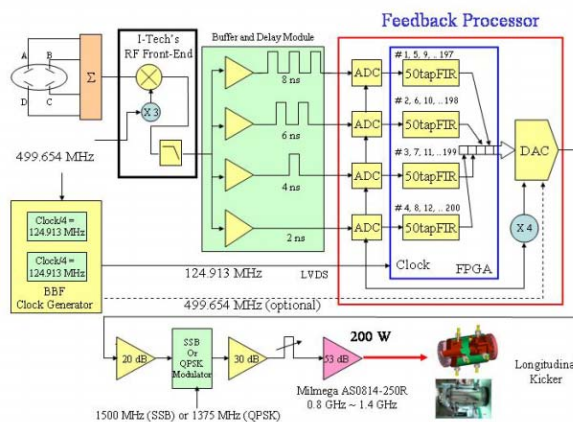 Feedback Processor
I-Tech's
RF Front-End
Buffer and Delay Module
A
B
D
C
Σ
X 3
499.654 MHz
8 ns
6 ns
4 ns
2 ns
ADC
ADC
ADC
ADC
# 1, 5, 9, ..197
50tapFIR
# 2, 6, 10, ..198
50tapFIR
# 3, 7, 11, ..199
50tapFIR
# 4, 8, 12, .. 200
50tapFIR
DAC
X 4
Clock
FPGA
Clock/4 =
124.913 MHz
Clock/4 =
124.913 MHz
BBF
Clock Generator
124.913 MHz
LVDS
499.654 MHz (optional)
20 dB
SSB
Or
QPSK
Modulator
30 dB
53 dB
200 W
Milmega AS0814-250R
0.8 GHz ~ 1.4 GHz
Longitudinal
Kicker
1500 MHz (SSB) or 1375 MHz (QPSK)